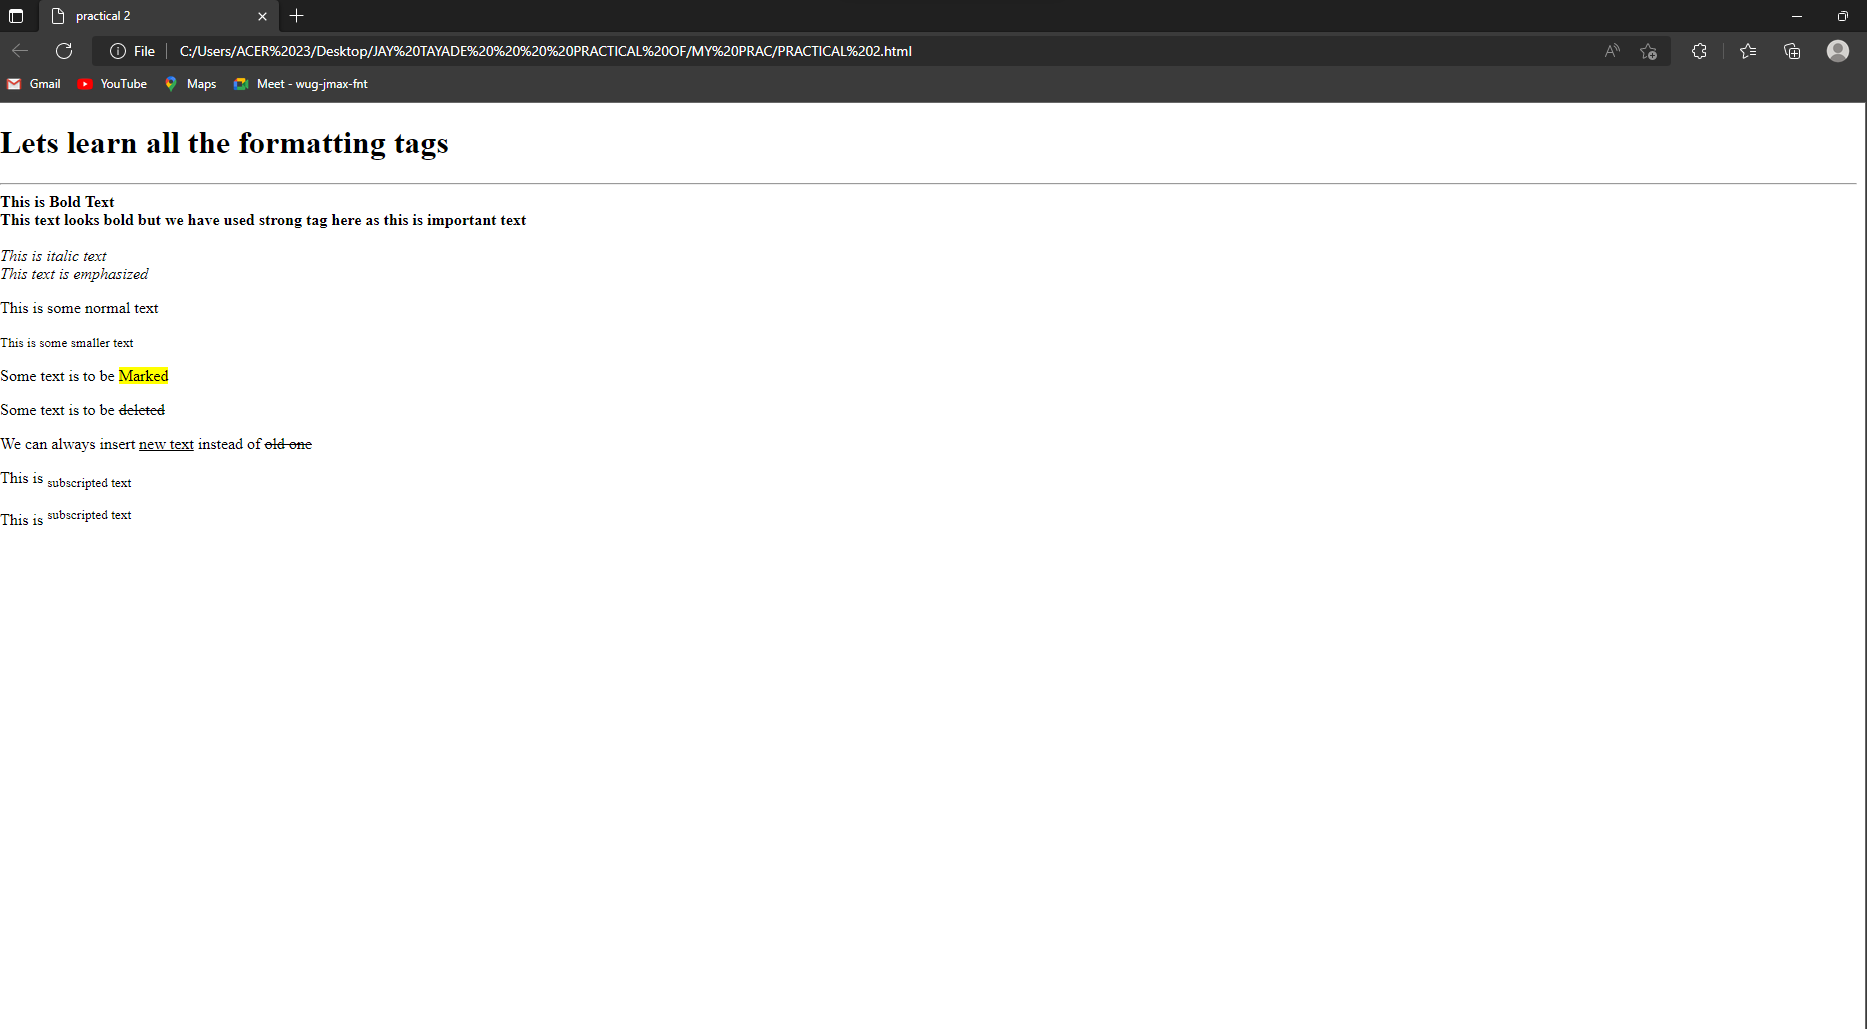 practical 2
File C:/Users/ACER%2023/Desktop/JAY%20TAYADE%20%20%20%20PRACTICAL%20OF/MY%20PRAC/PRACTICAL%202.html
Gmail YouTube Maps Meet - wug-jmax-fnt
Lets learn all the formatting tags
This is Bold Text
This text looks bold but we have used strong tag here as this is important text
This is italic text
This text is emphasized
This is some normal text
This is some smaller text
Some text is to be Marked
Some text is to be deleted
We can always insert new text instead of old one
This is subscripted text
This is subscripted text